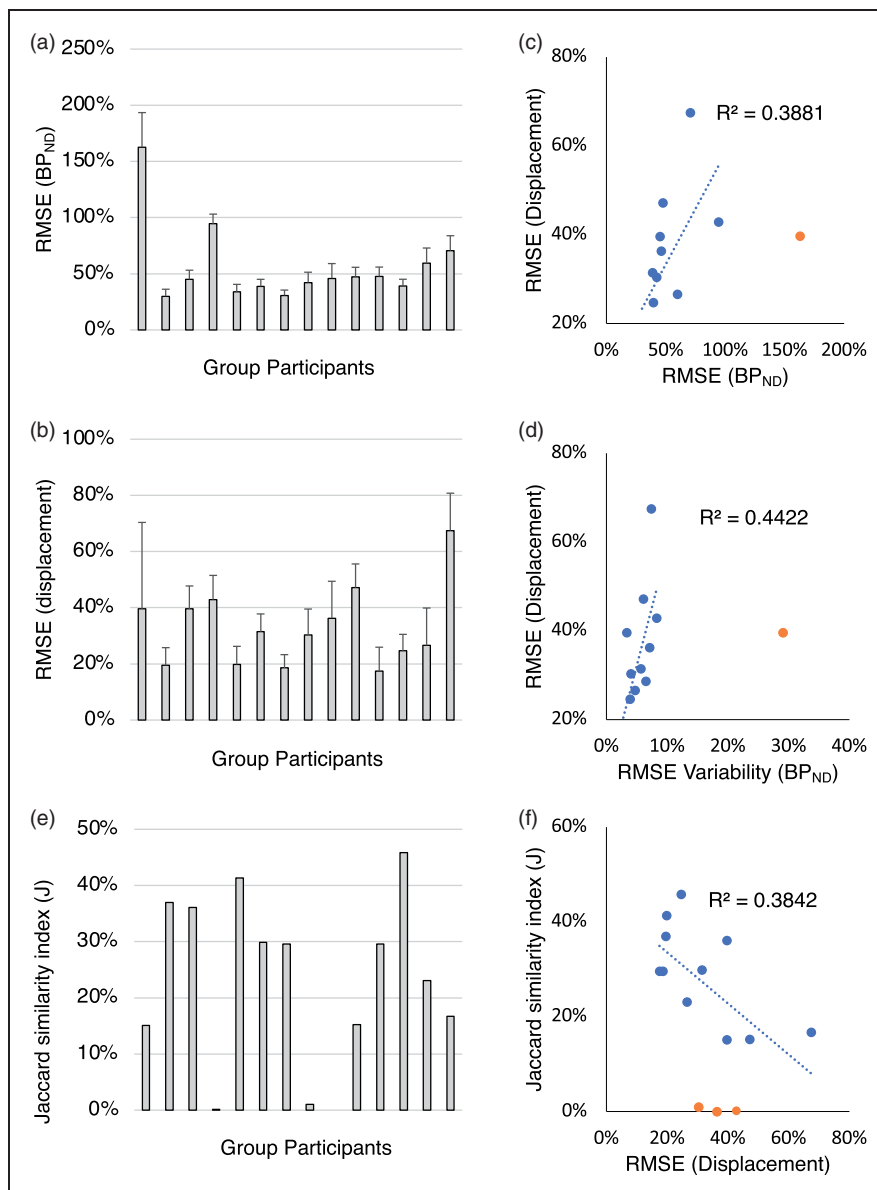 (a)
250%
200%
150%
100%
50%
0%
RMSE (BPND)
Group Participants
(c)
80%
60%
40%
20%
RMSE (Displacement)
R² = 0.3881
0% 50% 100% 150% 200%
RMSE (BPND)
(b)
100%
80%
60%
40%
20%
0%
RMSE (displacement)
Group Participants
(d)
80%
60%
40%
20%
RMSE (Displacement)
R² = 0.4422
0% 10% 20% 30% 40%
RMSE Variability (BPND)
(e)
50%
40%
30%
20%
10%
0%
Jaccard similarity index (J)
Group Participants
(f)
60%
40%
20%
0%
Jaccard similarity index (J)
R² = 0.3842
0% 20% 40% 60% 80%
RMSE (Displacement)